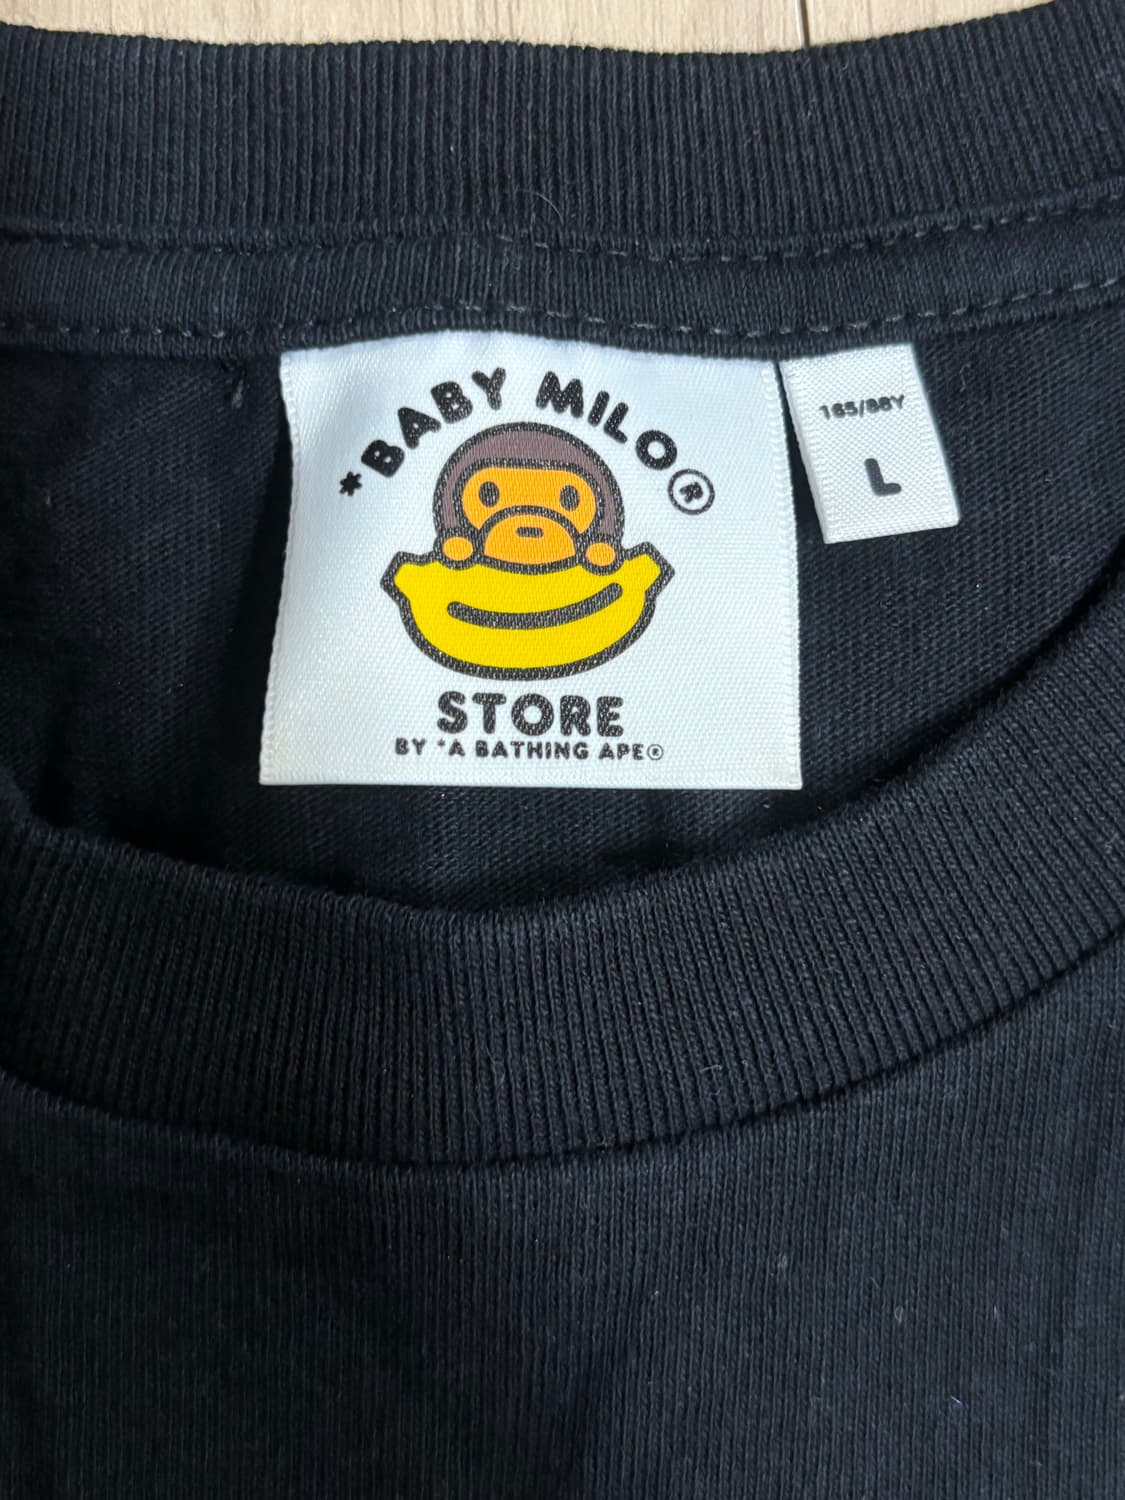 *BABY MILO®
STORE
BY *A BATHING APE®
165/88Y
L